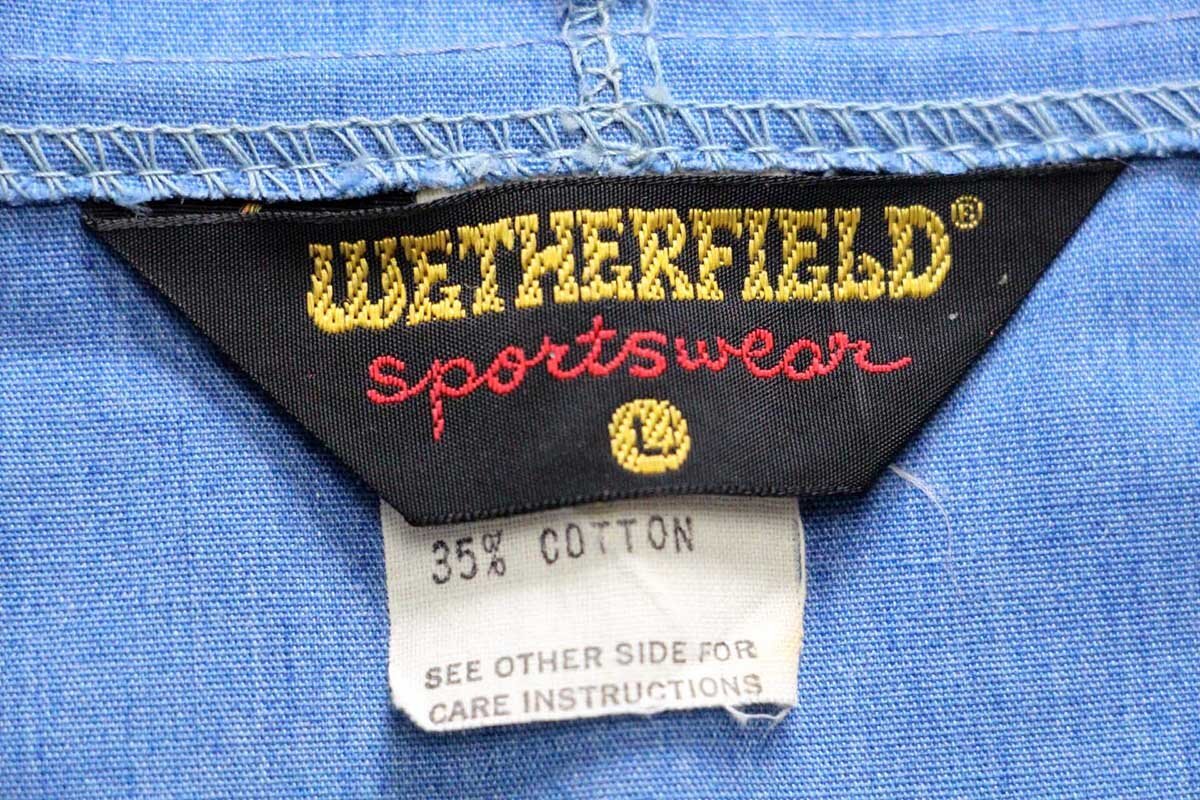 WETHERFIELD®
sportswear
L
35% COTTON
SEE OTHER SIDE FOR
CARE INSTRUCTIONS